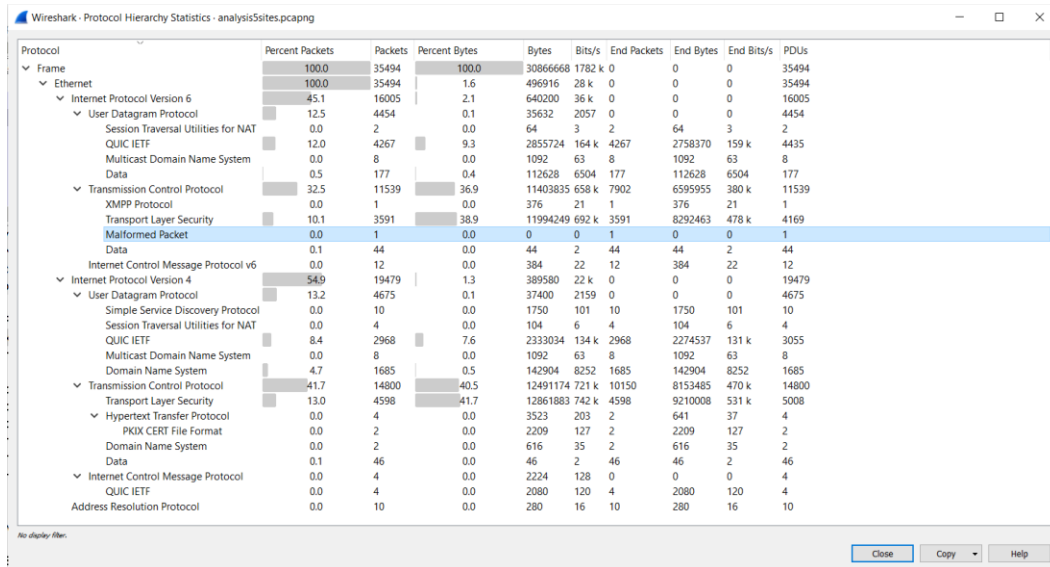 Wireshark · Protocol Hierarchy Statistics · analysis5sites.pcapng
Protocol Percent Packets Packets Percent Bytes Bytes Bits/s End Packets End Bytes End Bits/s PDUs
Frame 100.0 35494 100.0 30866668 1782 k 0 0 0 35494
Ethernet 100.0 35494 1.6 496916 28 k 0 0 0 35494
Internet Protocol Version 6 45.1 16005 2.1 640200 36 k 0 0 0 16005
User Datagram Protocol 12.5 4454 0.1 35632 2057 0 0 0 4454
Session Traversal Utilities for NAT 0.0 2 0.0 64 3 2 64 3 2
QUIC IETF 12.0 4267 9.3 2855724 164 k 4267 2758370 159 k 4435
Multicast Domain Name System 0.0 8 0.0 1092 63 8 1092 63 8
Data 0.5 177 0.4 112628 6504 177 112628 6504 177
Transmission Control Protocol 32.5 11539 36.9 11403835 658 k 7902 6595955 380 k 11539
XMPP Protocol 0.0 1 0.0 376 21 1 376 21 1
Transport Layer Security 10.1 3591 38.9 11994249 692 k 3591 8292463 478 k 4169
Malformed Packet 0.0 1 0.0 0 0 1 0 0 1
Data 0.1 44 0.0 44 2 44 44 2 44
Internet Control Message Protocol v6 0.0 12 0.0 384 22 12 384 22 12
Internet Protocol Version 4 54.9 19479 1.3 389580 22 k 0 0 0 19479
User Datagram Protocol 13.2 4675 0.1 37400 2159 0 0 0 4675
Simple Service Discovery Protocol 0.0 10 0.0 1750 101 10 1750 101 10
Session Traversal Utilities for NAT 0.0 4 0.0 104 6 4 104 6 4
QUIC IETF 8.4 2968 7.6 2333034 134 k 2968 2274537 131 k 3055
Multicast Domain Name System 0.0 8 0.0 1092 63 8 1092 63 8
Domain Name System 4.7 1685 0.5 142904 8252 1685 142904 8252 1685
Transmission Control Protocol 41.7 14800 40.5 12491174 721 k 10150 8153485 470 k 14800
Transport Layer Security 13.0 4598 41.7 12861883 742 k 4598 9210008 531 k 5008
Hypertext Transfer Protocol 0.0 4 0.0 3523 203 2 641 37 4
PKIX CERT File Format 0.0 2 0.0 2209 127 2 2209 127 2
Domain Name System 0.0 2 0.0 616 35 2 616 35 2
Data 0.1 46 0.0 46 2 46 46 2 46
Internet Control Message Protocol 0.0 4 0.0 2224 128 0 0 0 4
QUIC IETF 0.0 4 0.0 2080 120 4 2080 120 4
Address Resolution Protocol 0.0 10 0.0 280 16 10 280 16 10
No display filter.
Close Copy Help